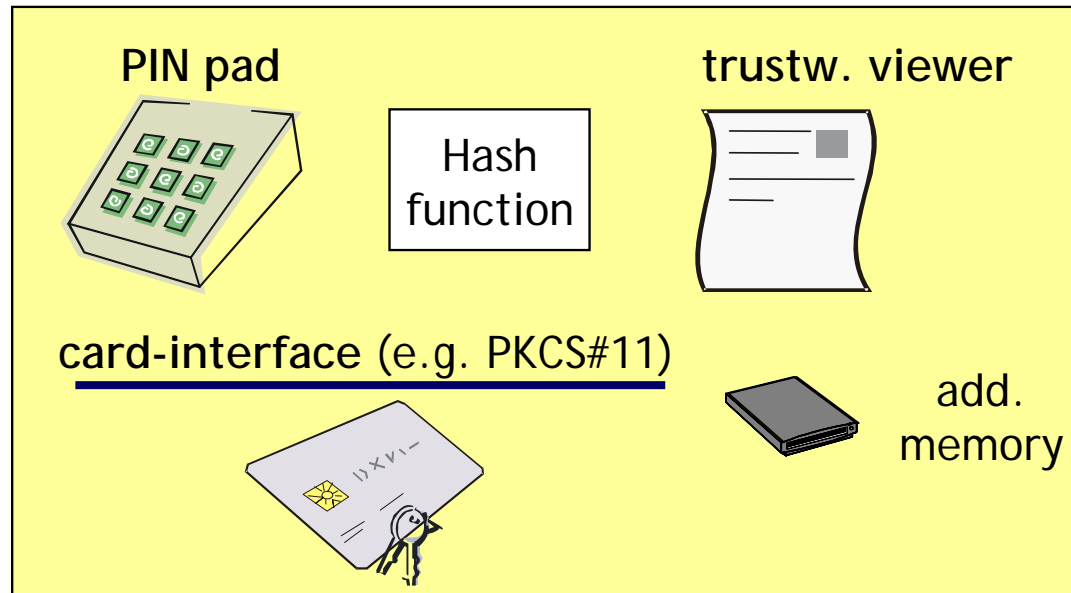 PIN pad
trustw. viewer
Hash
function
card-interface (e.g. PKCS#11)
add.
memory